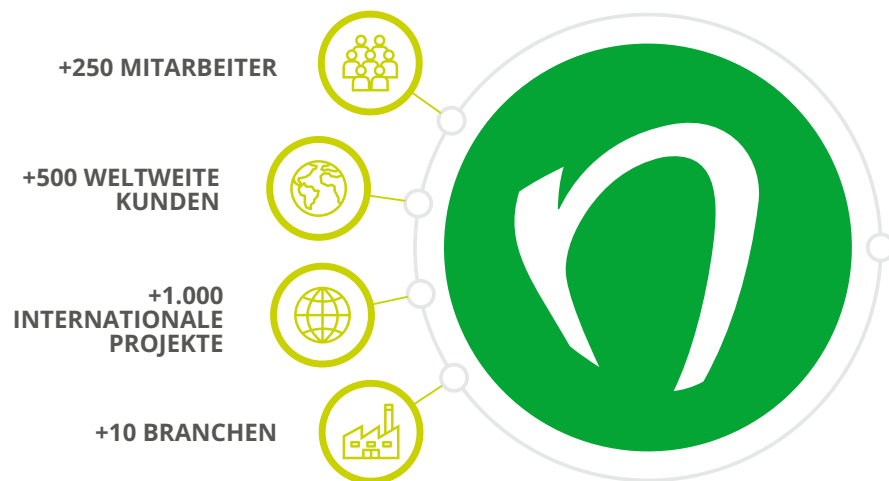 +250 MITARBEITER
+500 WELTWEITE
KUNDEN
+1.000
INTERNATIONALE
PROJEKTE
+10 BRANCHEN